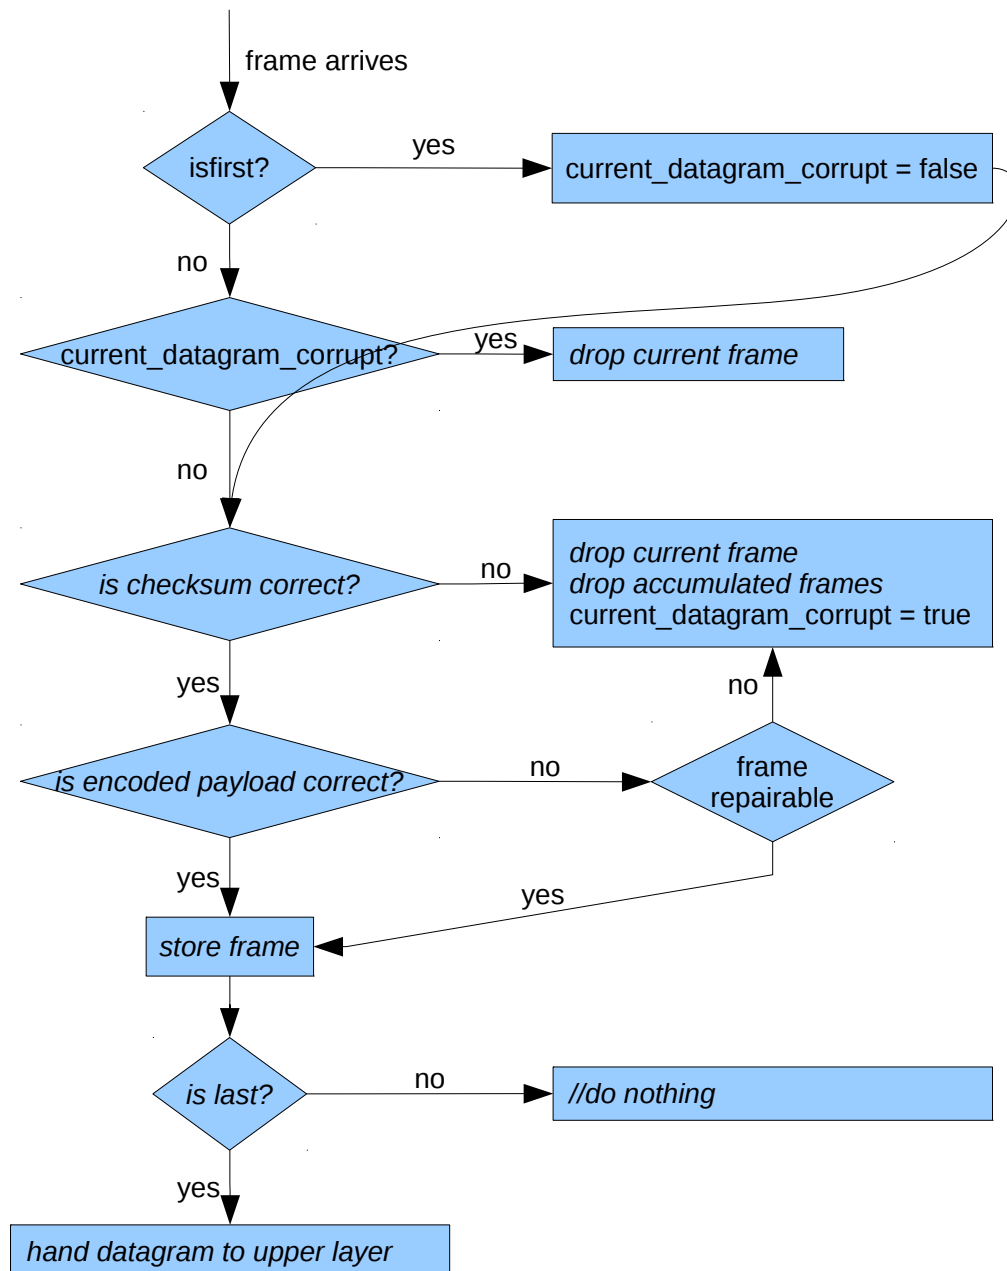 frame arrives
isfirst?
yes
current_datagram_corrupt = false
no
current_datagram_corrupt?
yes
drop current frame
no
is checksum correct?
no
drop current frame
drop accumulated frames
current_datagram_corrupt = true
yes
no
is encoded payload correct?
no
frame
repairable
yes
yes
store frame
is last?
no
//do nothing
yes
hand datagram to upper layer